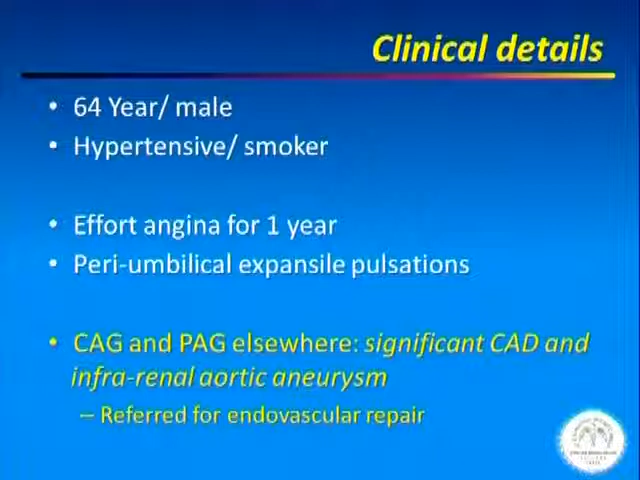 Clinical details
• 64 Year/ male
• Hypertensive/ smoker
• Effort angina for 1 year
• Peri-umbilical expansile pulsations
• CAG and PAG elsewhere: significant CAD and
infra-renal aortic aneurysm
– Referred for endovascular repair